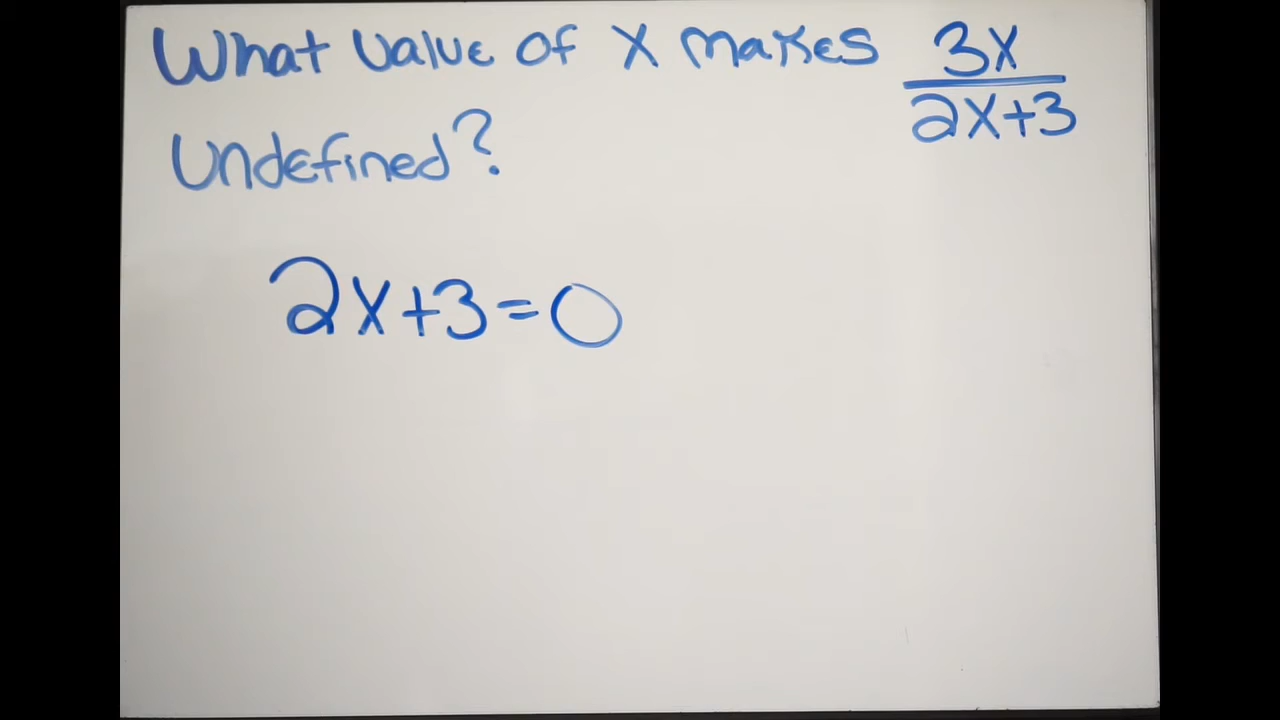 What value of x makes 3x/2x+3
undefined?
2x+3=0